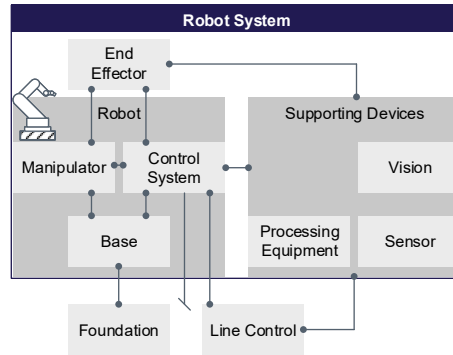 Robot System
End
Effector
Robot
Supporting Devices
Manipulator
Control
System
Vision
Base
Processing
Equipment
Sensor
Foundation
Line Control